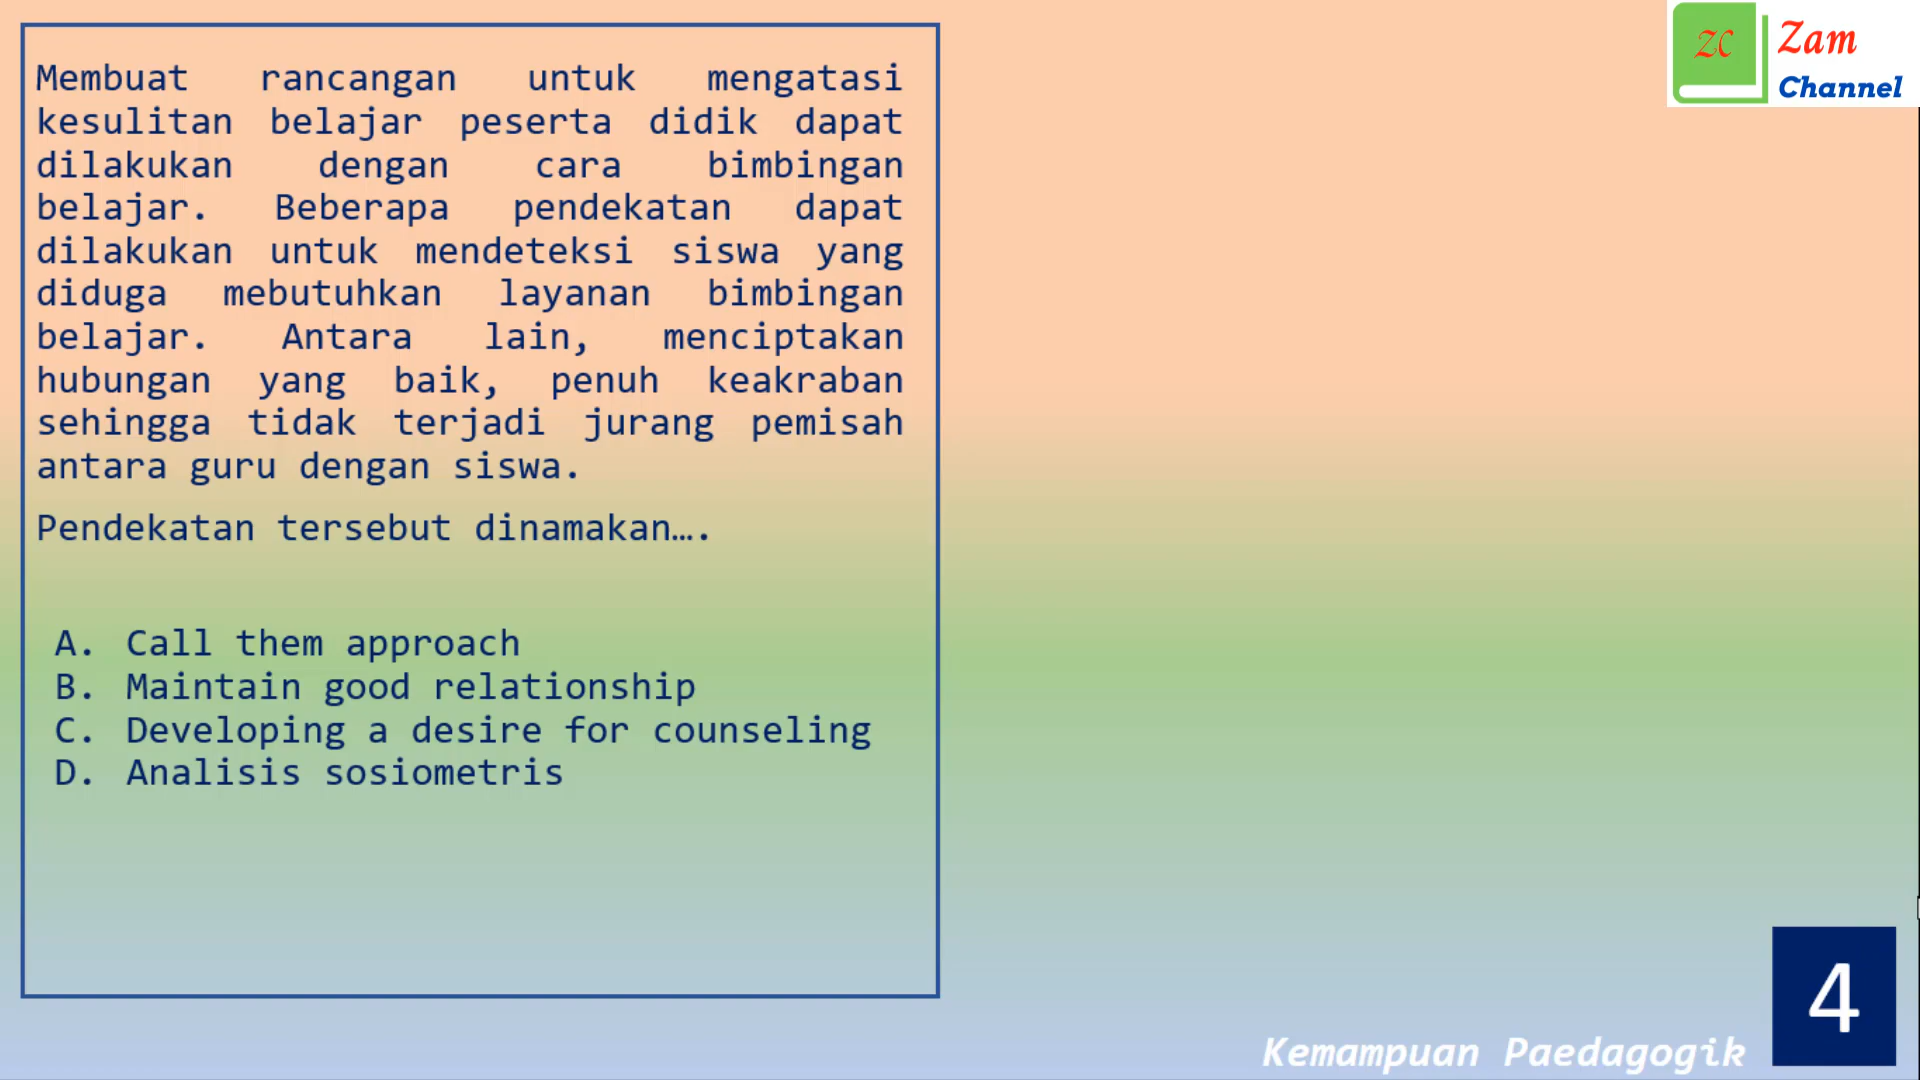 Membuat rancangan untuk mengatasi
kesulitan belajar peserta didik dapat
dilakukan dengan cara bimbingan
belajar. Beberapa pendekatan dapat
dilakukan untuk mendeteksi siswa yang
diduga mebutuhkan layanan bimbingan
belajar. Antara lain, menciptakan
hubungan yang baik, penuh keakraban
sehingga tidak terjadi jurang pemisah
antara guru dengan siswa.
Pendekatan tersebut dinamakan….
A. Call them approach
B. Maintain good relationship
C. Developing a desire for counseling
D. Analisis sosiometris
ZC
Zam
Channel
Kemampuan Paedagogik
4